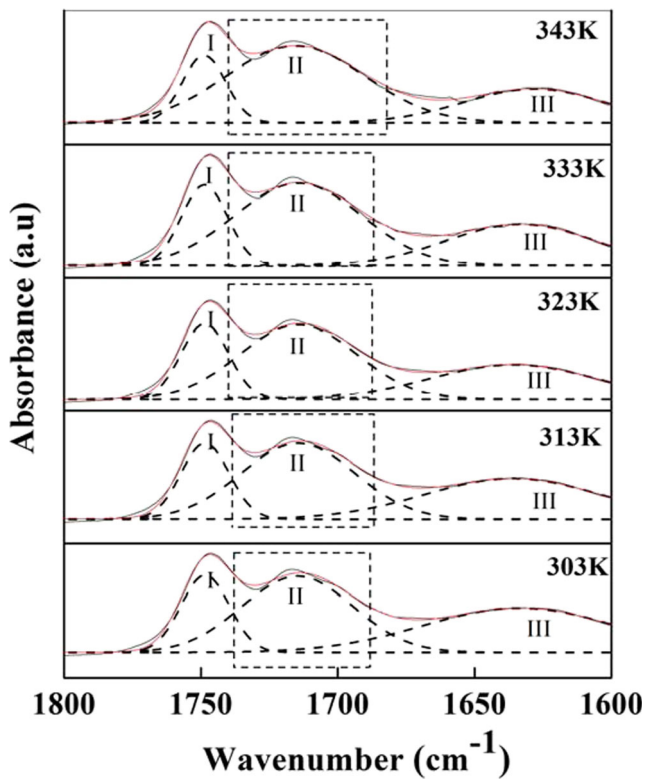 343K
I
II
III
333K
I
II
III
323K
I
II
III
313K
I
II
III
303K
I
II
III
Absorbance (a.u)
1800 1750 1700 1650 1600
Wavenumber (cm⁻¹)